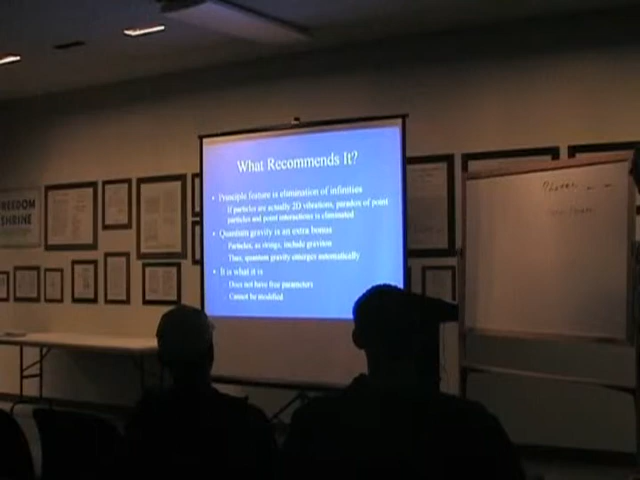 What Recommends It?
• Principle feature is elimination of infinities
If particles are actually 2D vibrations, paradox of point
particles and point interactions is eliminated
• Quantum gravity is an extra bonus
Particles, as strings, include graviton
Thus, quantum gravity emerges automatically
• It is what it is
Does not have free parameters
Cannot be modified
FREEDOM
SHRINE